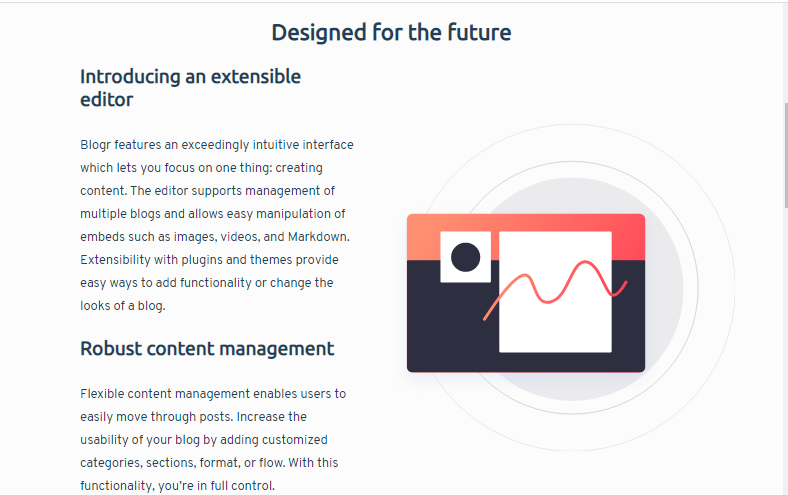 Designed for the future
Introducing an extensible
editor
Blogr features an exceedingly intuitive interface
which lets you focus on one thing: creating
content. The editor supports management of
multiple blogs and allows easy manipulation of
embeds such as images, videos, and Markdown.
Extensibility with plugins and themes provide
easy ways to add functionality or change the
looks of a blog.
Robust content management
Flexible content management enables users to
easily move through posts. Increase the
usability of your blog by adding customized
categories, sections, format, or flow. With this
functionality, you're in full control.